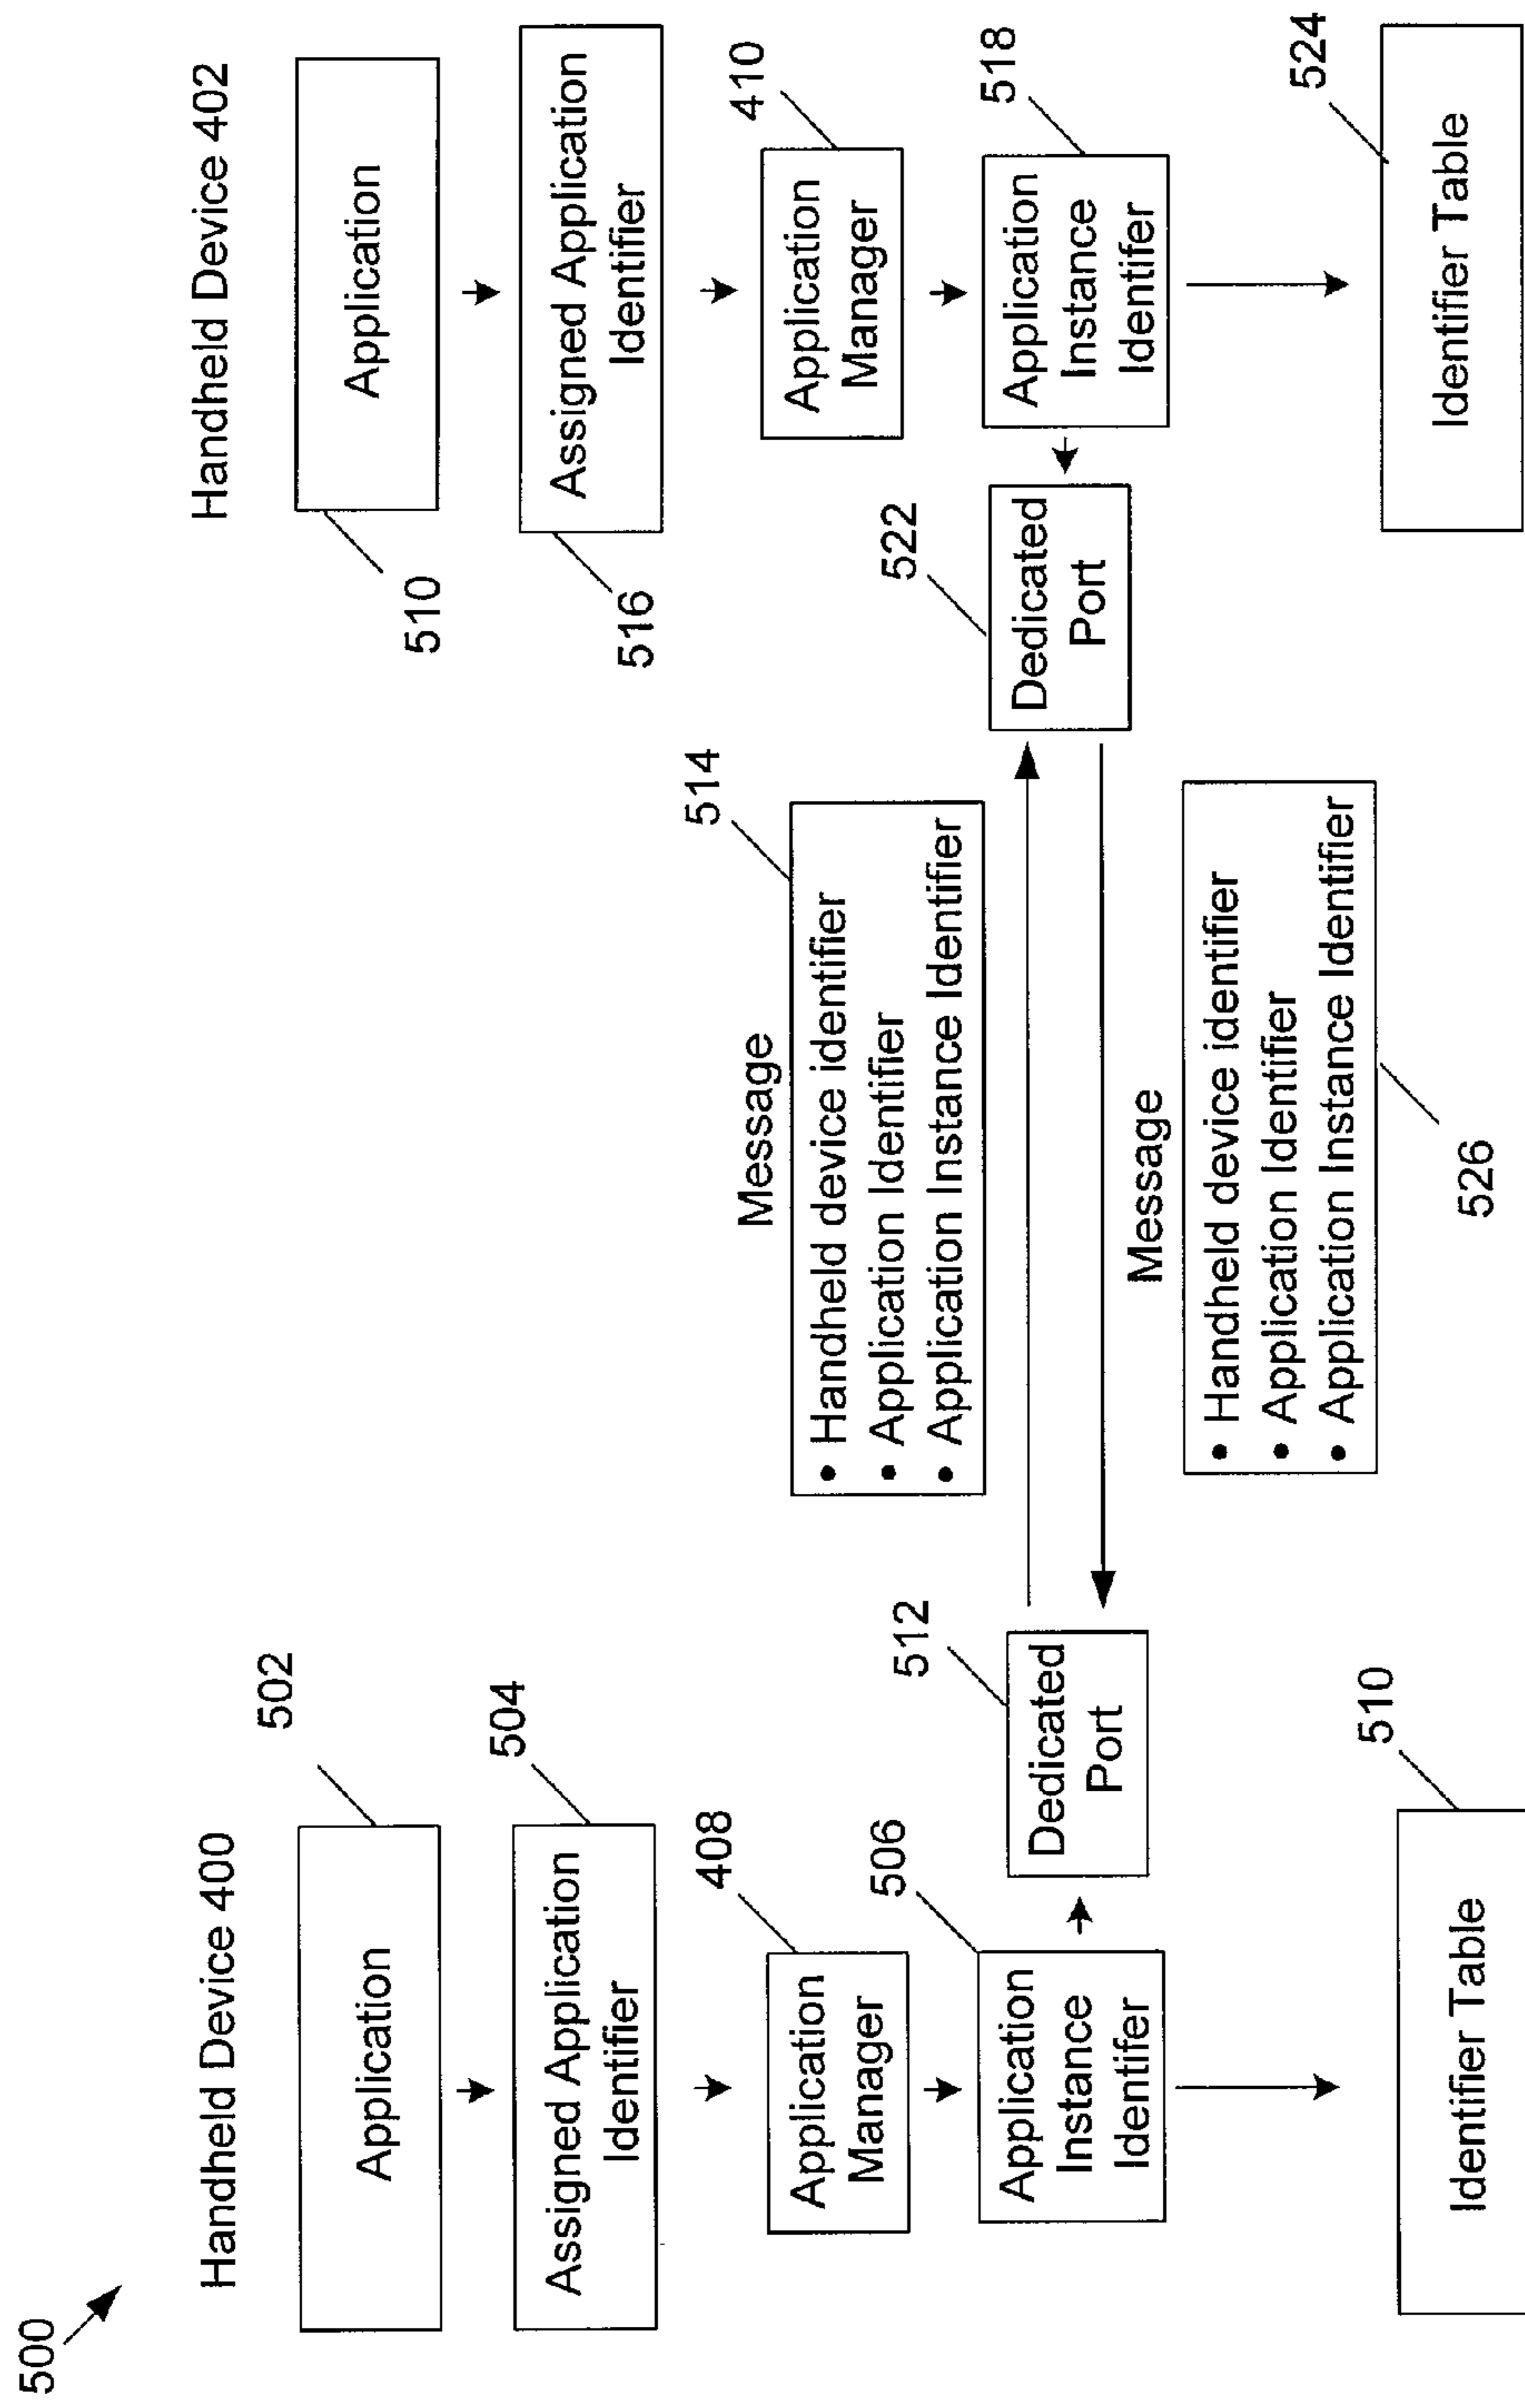 500
Handheld Device 400
502
Application
504
Assigned Application
Identifier
408
Application
Manager
506
Application
Instance
Identifer
512
Dedicated
Port
510
Identifier Table
Message
514
• Handheld device identifier
• Application Identifier
• Application Instance Identifier
Message
• Handheld device identifier
• Application Identifier
• Application Instance Identifier
526
Handheld Device 402
Application
510
Assigned Application
Identifier
516
410
Application
Manager
518
Application
Instance
Identifer
522
Dedicated
Port
524
Identifier Table